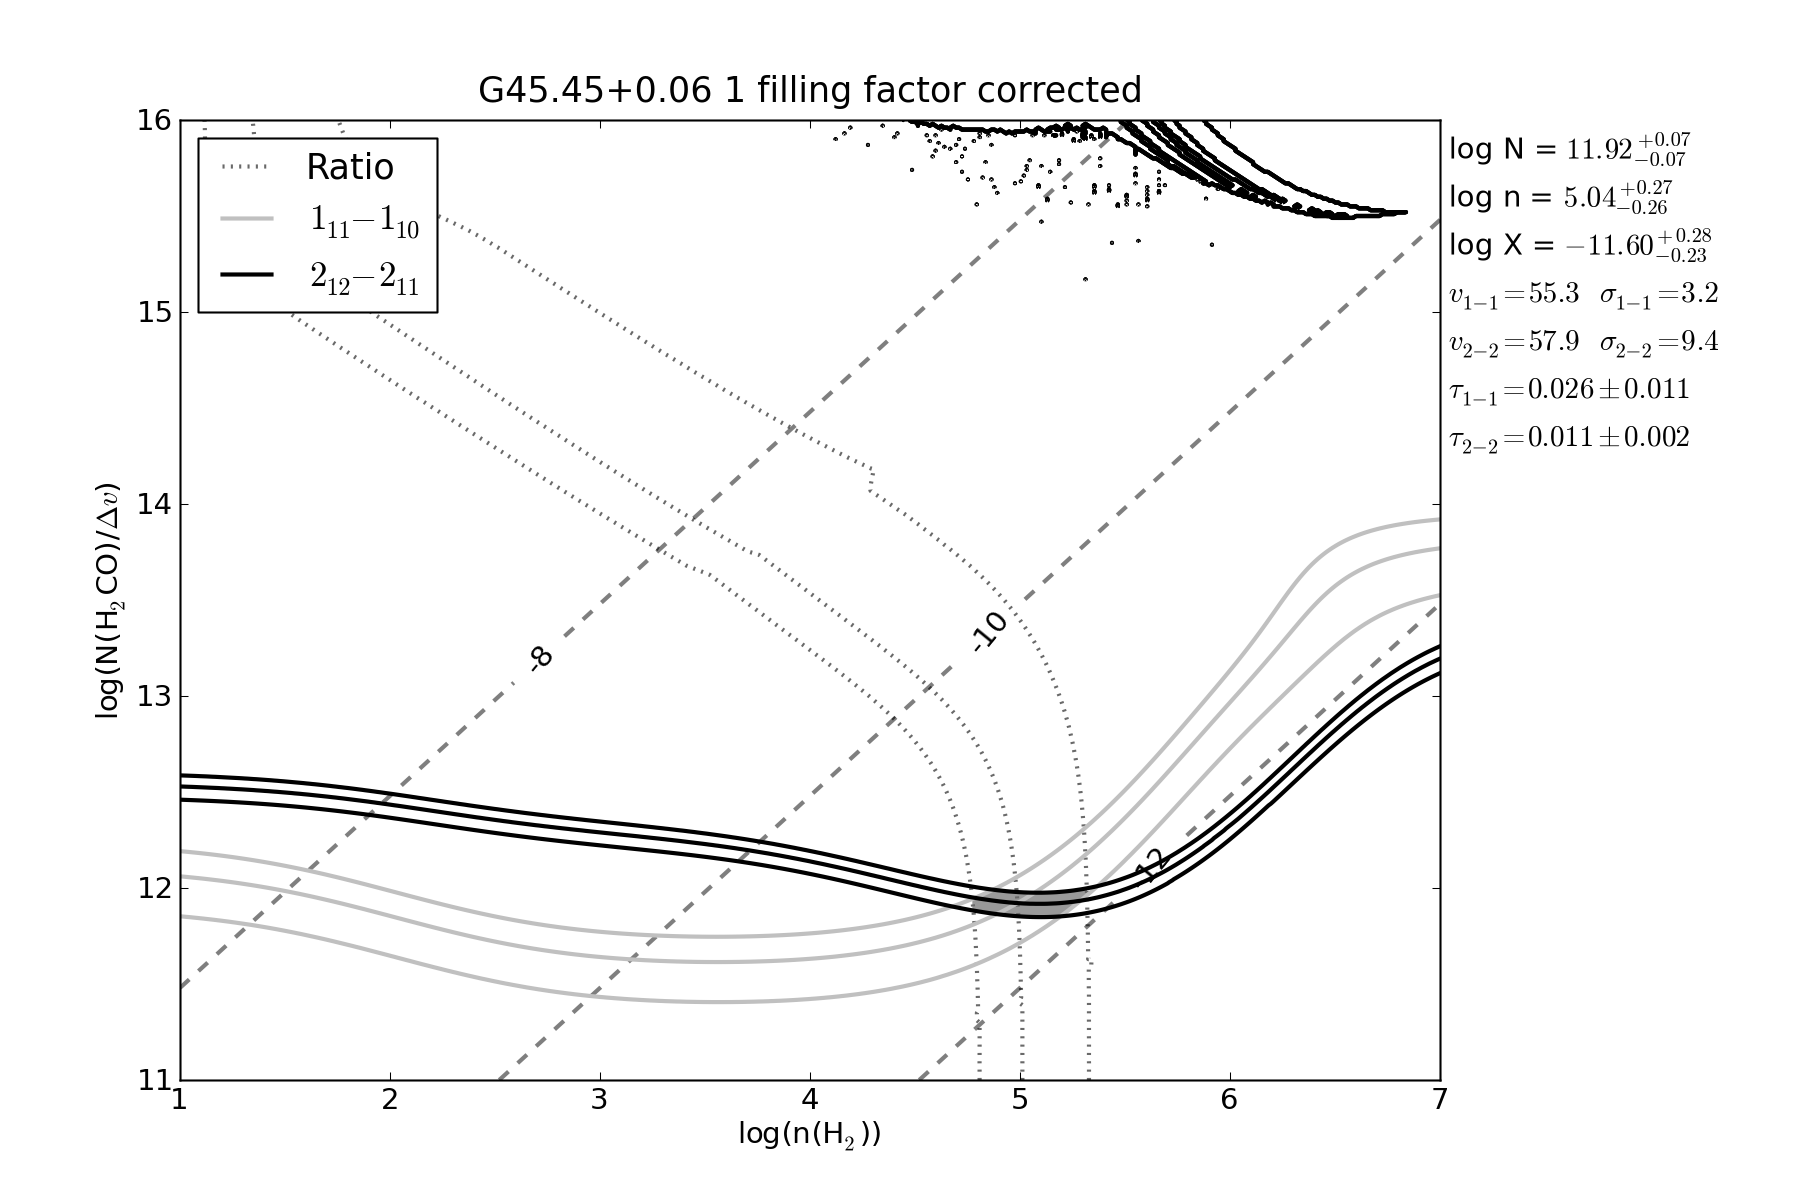 G45.45+0.06 1 filling factor corrected
16
15
14
13
12
11
log(N(H₂CO)/Δv)
Ratio
1₁₁−1₁₀
2₁₂−2₁₁
-8
-10
-12
1 2 3 4 5 6 7
log(n(H₂))
log N = 11.92 +0.07 −0.07
log n = 5.04 +0.27 −0.26
log X = −11.60 +0.28 −0.23
v₁₋₁=55.3 σ₁₋₁=3.2
v₂₋₂=57.9 σ₂₋₂=9.4
τ₁₋₁=0.026±0.011
τ₂₋₂=0.011±0.002